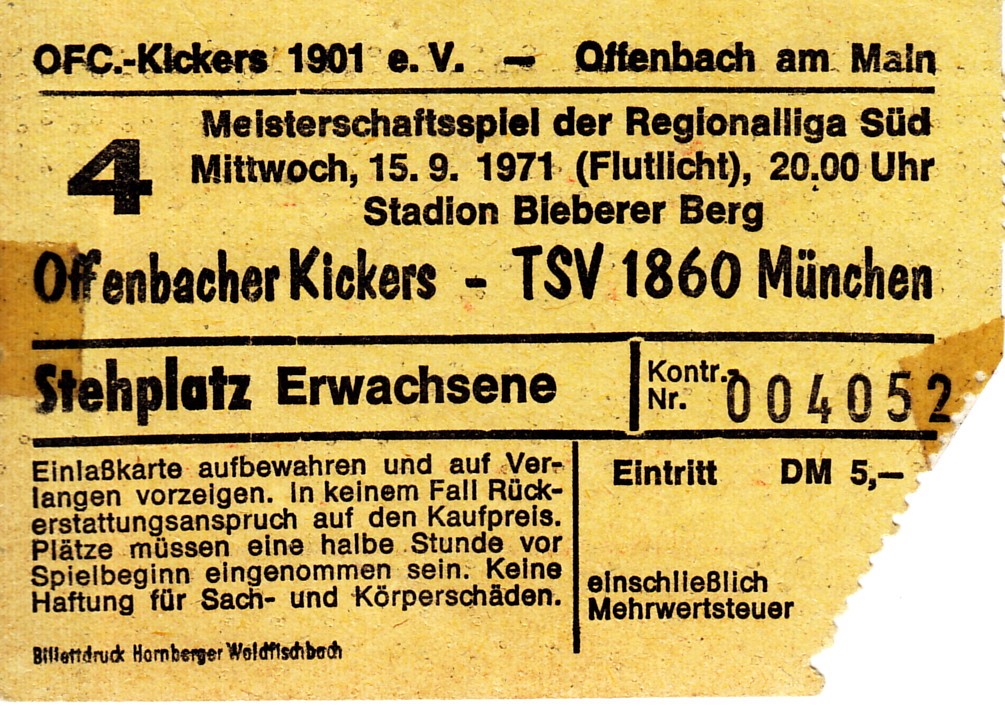 OFC.-Kickers 1901 e. V. – Offenbach am Main
4
Meisterschaftsspiel der Regionalliga Süd
Mittwoch, 15. 9. 1971 (Flutlicht), 20.00 Uhr
Stadion Bieberer Berg
Offenbacher Kickers - TSV 1860 München
Stehplatz Erwachsene
Kontr.-
Nr. 004052
Einlaßkarte aufbewahren und auf Ver-
langen vorzeigen. In keinem Fall Rück-
erstattungsanspruch auf den Kaufpreis.
Plätze müssen eine halbe Stunde vor
Spielbeginn eingenommen sein. Keine
Haftung für Sach- und Körperschäden.
Eintritt DM 5,–
einschließlich
Mehrwertsteuer
Billettdruck Hornberger Waldfischbach